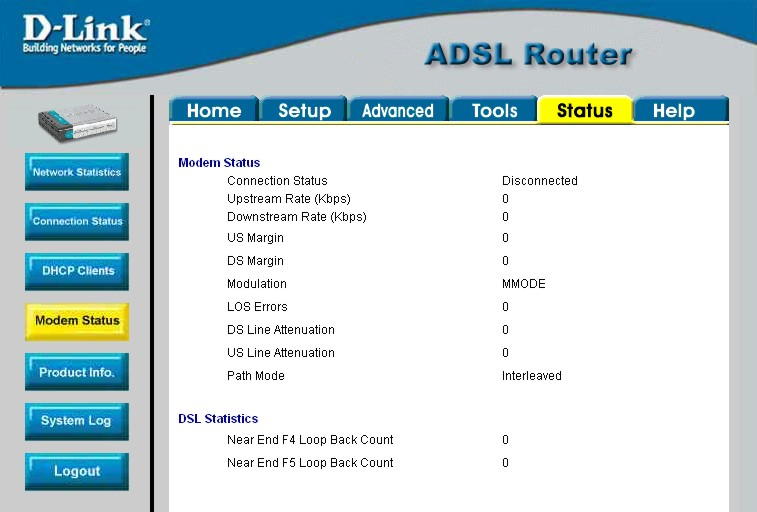 D-Link®
Building Networks for People
ADSL Router
Home Setup Advanced Tools Status Help
Network Statistics
Connection Status
DHCP Clients
Modem Status
Product Info.
System Log
Logout
Modem Status
Connection Status Disconnected
Upstream Rate (Kbps) 0
Downstream Rate (Kbps) 0
US Margin 0
DS Margin 0
Modulation MMODE
LOS Errors 0
DS Line Attenuation 0
US Line Attenuation 0
Path Mode Interleaved
DSL Statistics
Near End F4 Loop Back Count 0
Near End F5 Loop Back Count 0